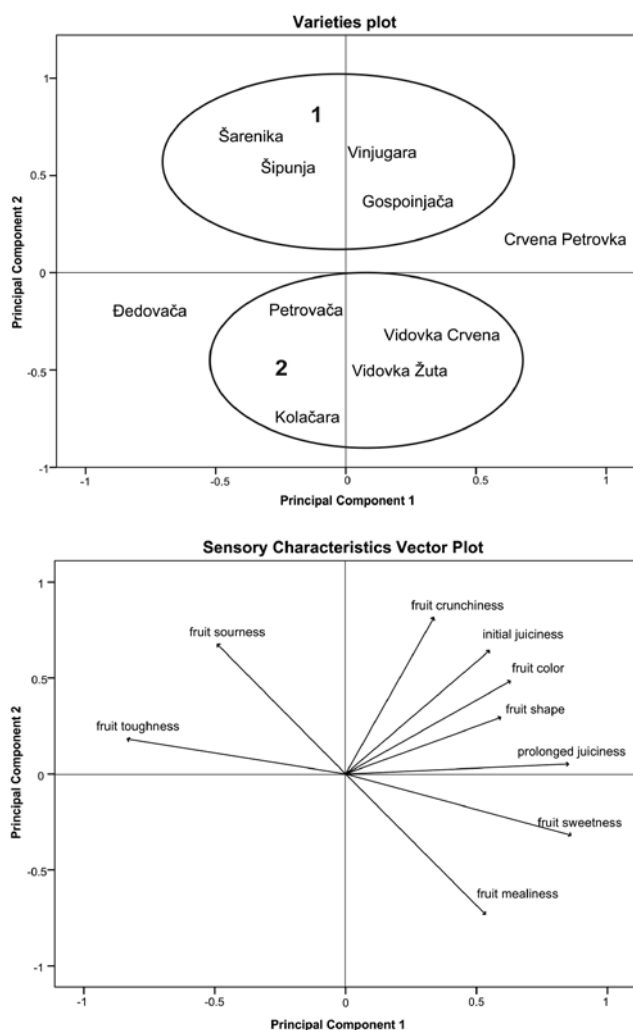 Varieties plot
1
1
Šarenika
Vinjugara
Šipunja
0.5
Gospoinjača
Crvena Petrovka
0
Đedovača
Petrovača
Vidovka Crvena
2
Vidovka Žuta
-0.5
Kolačara
-1
-1
-0.5
0
0.5
1
Principal Component 1
Principal Component 2
Sensory Characteristics Vector Plot
1
fruit crunchiness
fruit sourness
initial juiciness
fruit color
0.5
fruit shape
fruit toughness
prolonged juiciness
0
fruit sweetness
-0.5
fruit mealiness
-1
-1
-0.5
0
0.5
1
Principal Component 1
Principal Component 2